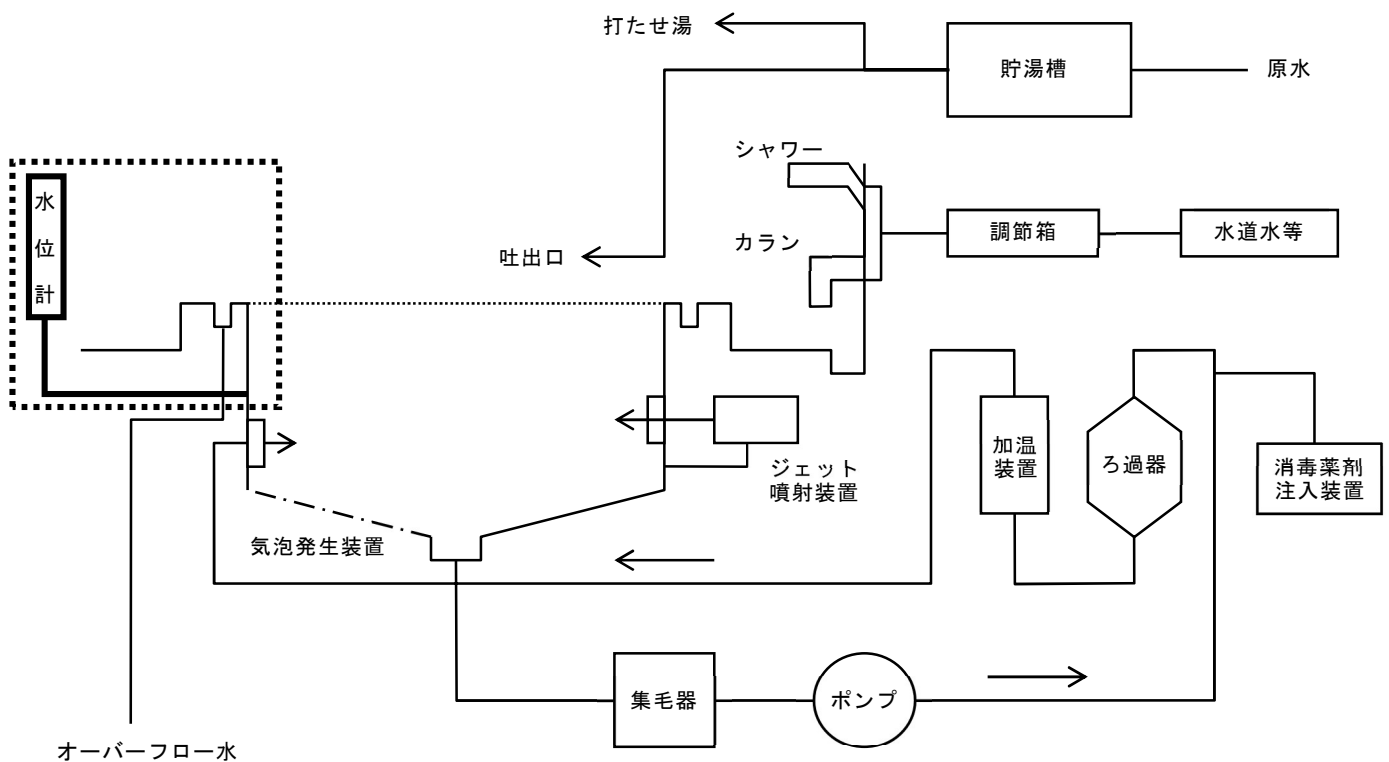 打たせ湯
貯湯槽
原水
シャワー
水位計
カラン
調節箱
水道水等
吐出口
加温
装置
ろ過器
消毒薬剤
注入装置
ジェット
噴射装置
気泡発生装置
集毛器
ポンプ
オーバーフロー水